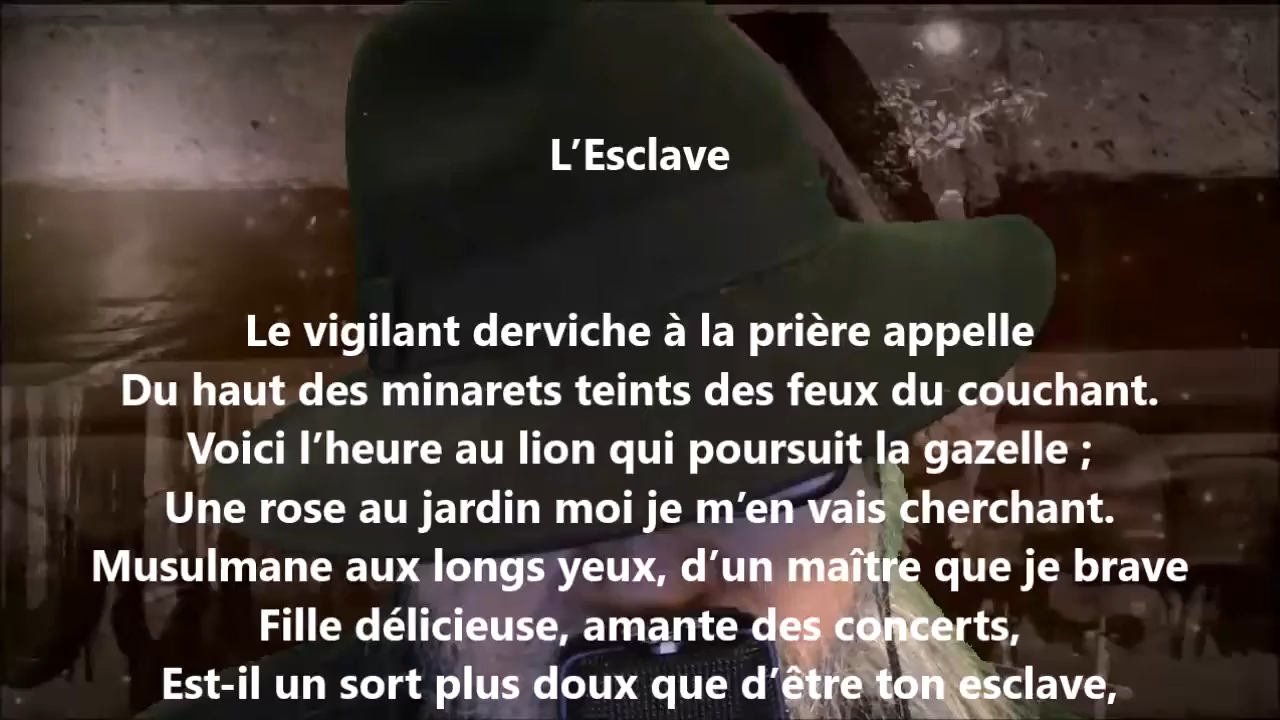 L’Esclave
Le vigilant derviche à la prière appelle
Du haut des minarets teints des feux du couchant.
Voici l’heure au lion qui poursuit la gazelle ;
Une rose au jardin moi je m’en vais cherchant.
Musulmane aux longs yeux, d’un maître que je brave
Fille délicieuse, amante des concerts,
Est-il un sort plus doux que d’être ton esclave,